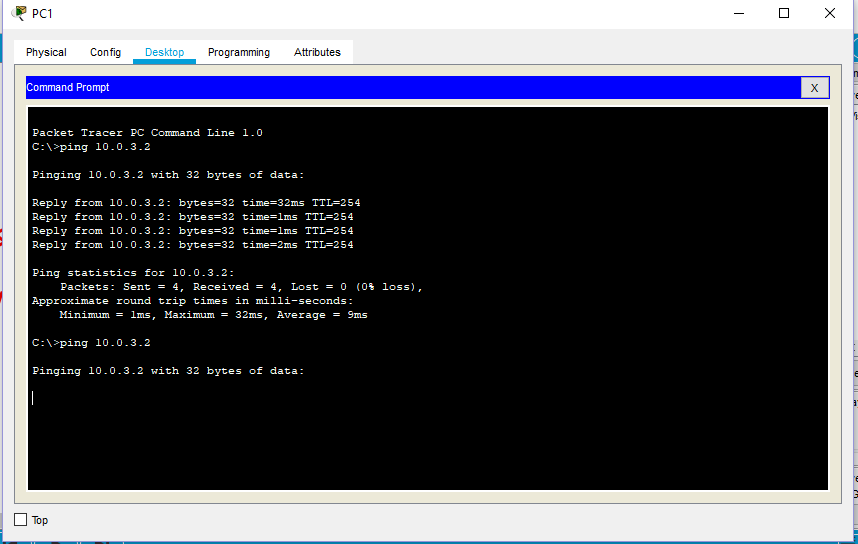 PC1
Physical Config Desktop Programming Attributes
Command Prompt X
Packet Tracer PC Command Line 1.0
C:\>ping 10.0.3.2
Pinging 10.0.3.2 with 32 bytes of data:
Reply from 10.0.3.2: bytes=32 time=32ms TTL=254
Reply from 10.0.3.2: bytes=32 time=1ms TTL=254
Reply from 10.0.3.2: bytes=32 time=1ms TTL=254
Reply from 10.0.3.2: bytes=32 time=2ms TTL=254
Ping statistics for 10.0.3.2:
Packets: Sent = 4, Received = 4, Lost = 0 (0% loss),
Approximate round trip times in milli-seconds:
Minimum = 1ms, Maximum = 32ms, Average = 9ms
C:\>ping 10.0.3.2
Pinging 10.0.3.2 with 32 bytes of data:
Top